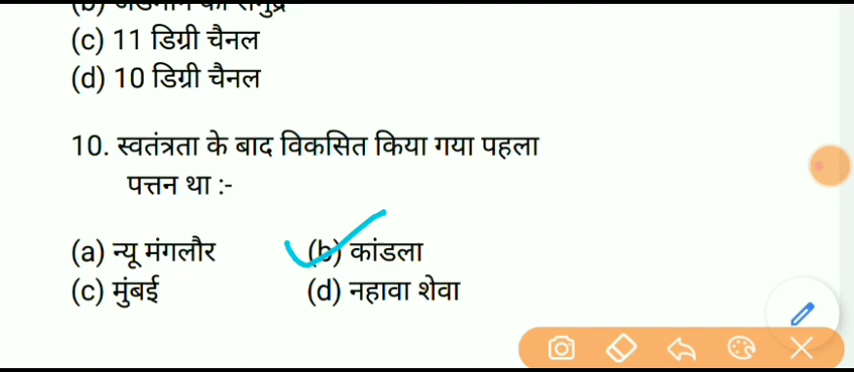 (c) 11 डिग्री चैनल
(d) 10 डिग्री चैनल
10. स्वतंत्रता के बाद विकसित किया गया पहला
पत्तन था :-
(a) न्यू मंगलौर (b) कांडला
(c) मुंबई (d) नहावा शेवा